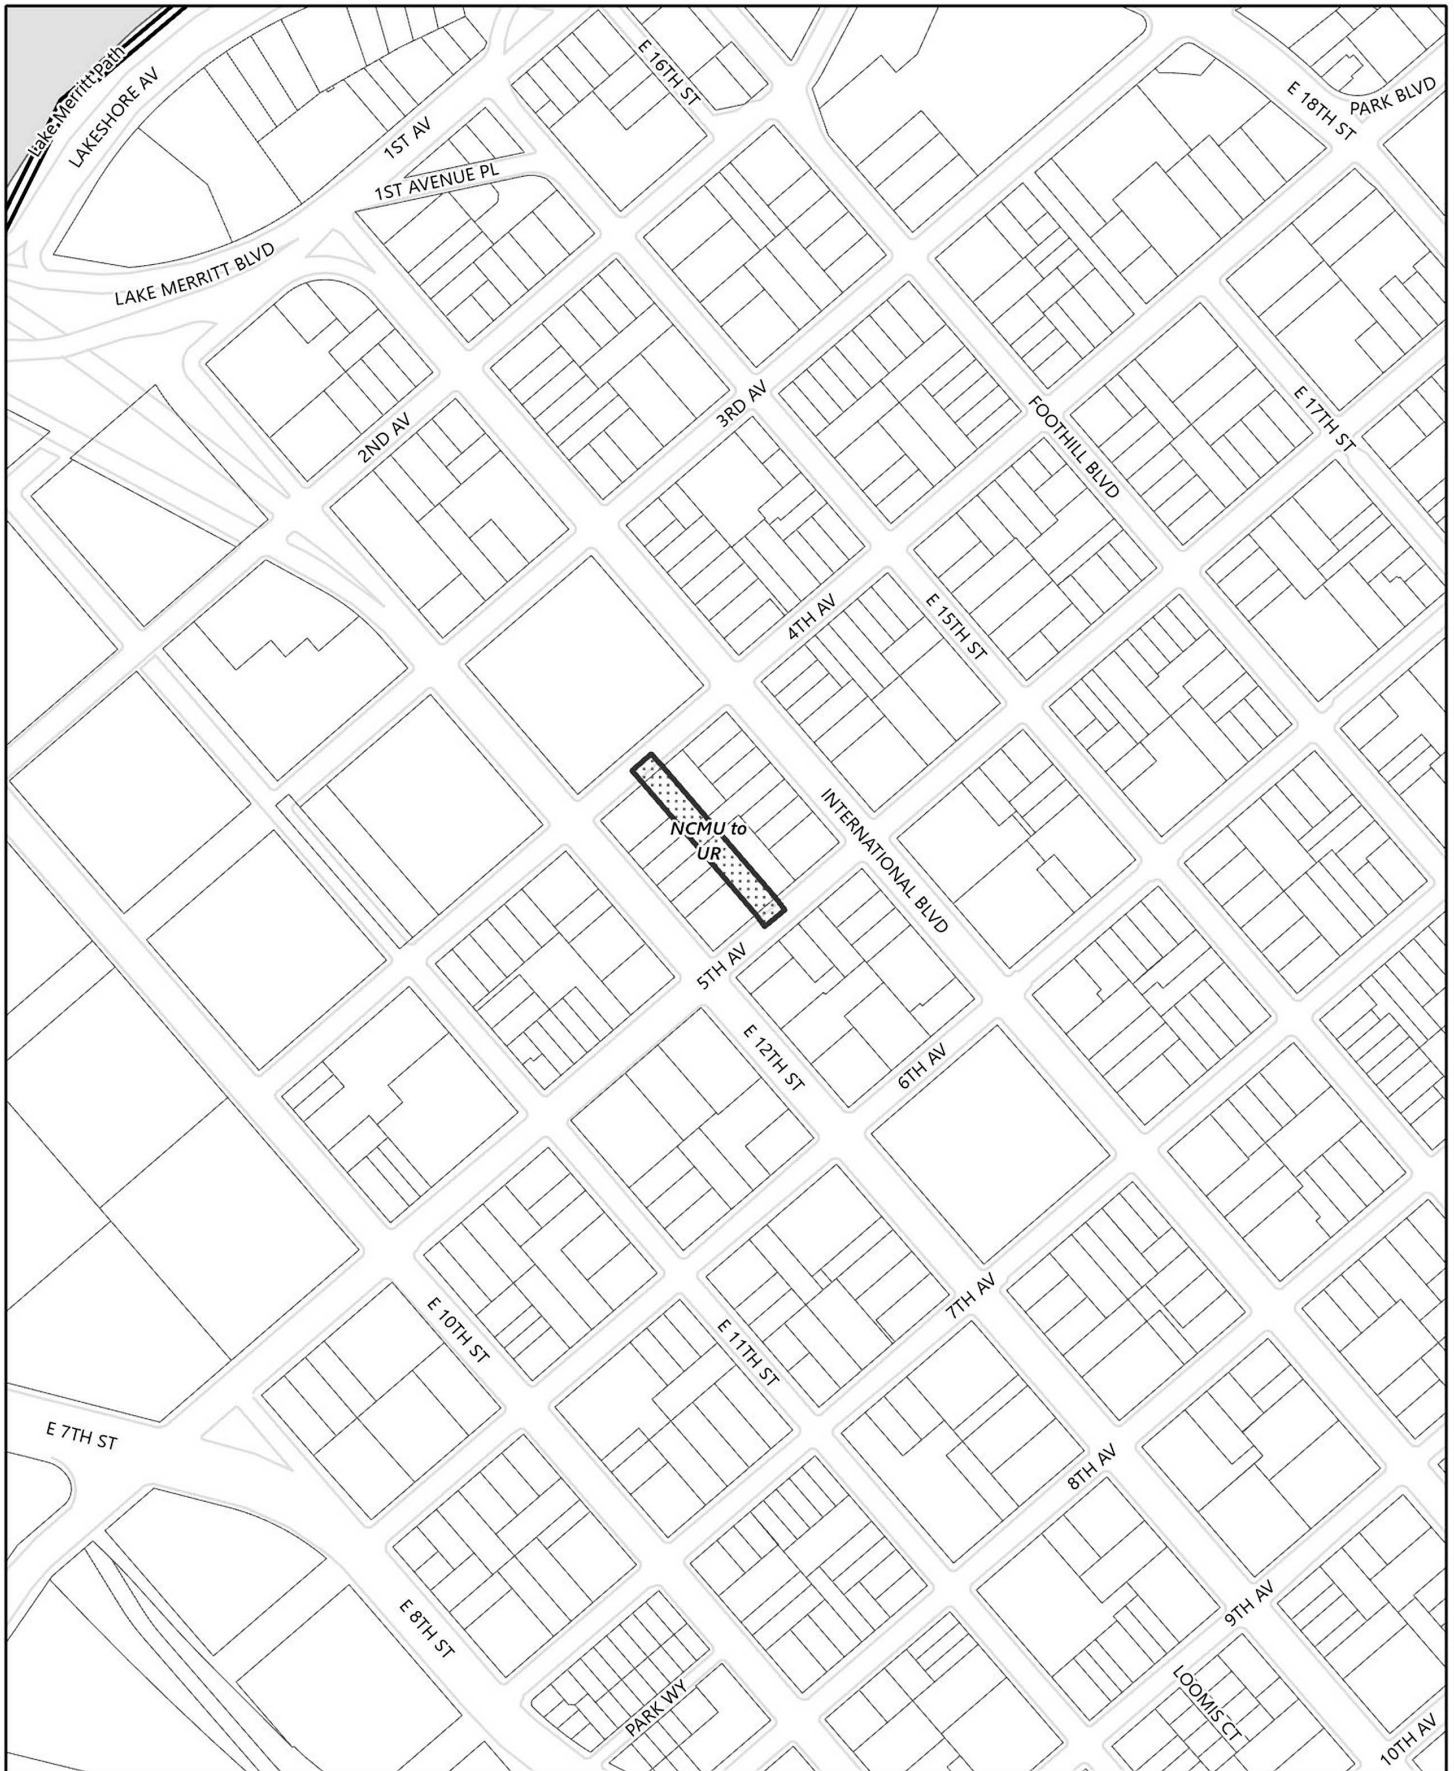 E 16TH ST
Lake Merritt Path
LAKESHORE AV
E 18TH ST
PARK BLVD
1ST AV
1ST AVENUE PL
LAKE MERRITT BLVD
3RD AV
2ND AV
FOOTHILL BLVD
E 17TH ST
4TH AV
E 15TH ST
NCMU to
UR
INTERNATIONAL BLVD
5TH AV
E 12TH ST
6TH AV
7TH AV
E 10TH ST
E 11TH ST
E 7TH ST
8TH AV
E 8TH ST
9TH AV
PARK WY
LOOMIS CT
10TH AV